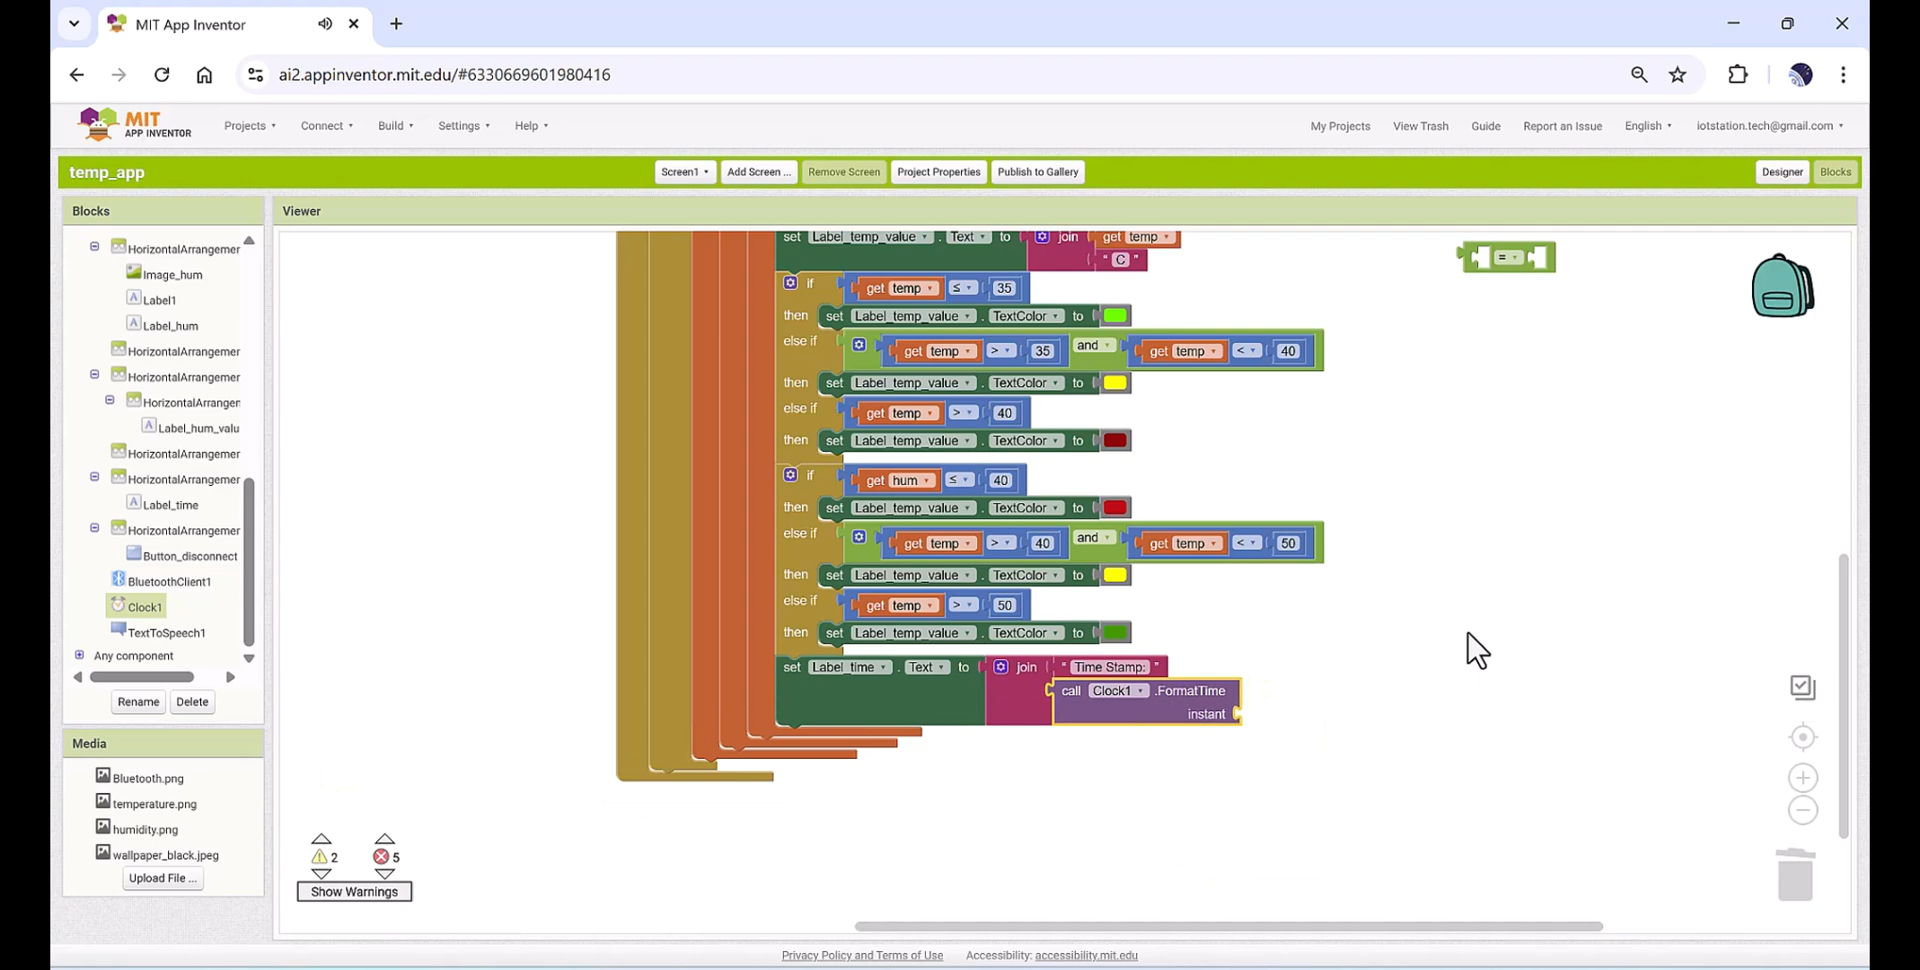 MIT App Inventor
ai2.appinventor.mit.edu/#6330669601980416
MIT
APP INVENTOR
Projects
Connect
Build
Settings
Help
My Projects
View Trash
Guide
Report an Issue
English
iotstation.tech@gmail.com
temp_app
Screen1
Add Screen ...
Remove Screen
Project Properties
Publish to Gallery
Designer
Blocks
Blocks
HorizontalArrangemer
Image_hum
A Label1
A Label_hum
HorizontalArrangemer
HorizontalArrangemer
HorizontalArranger
A Label_hum_valu
HorizontalArrangemer
HorizontalArrangemer
A Label_time
HorizontalArrangemer
Button_disconnect
BluetoothClient1
Clock1
TextToSpeech1
Any component
Rename
Delete
Media
Bluetooth.png
temperature.png
humidity.png
wallpaper_black.jpeg
Upload File ...
Viewer
set Label_temp_value . Text to join get temp
" C "
=
if get temp ≤ 35
then set Label_temp_value . TextColor to
else if get temp > 35 and get temp < 40
then set Label_temp_value . TextColor to
else if get temp > 40
then set Label_temp_value . TextColor to
if get hum ≤ 40
then set Label_temp_value . TextColor to
else if get temp > 40 and get temp < 50
then set Label_temp_value . TextColor to
else if get temp > 50
then set Label_temp_value . TextColor to
set Label_time . Text to join " Time Stamp: "
call Clock1 .FormatTime
instant
2
5
Show Warnings
Privacy Policy and Terms of Use
Accessibility: accessibility.mit.edu